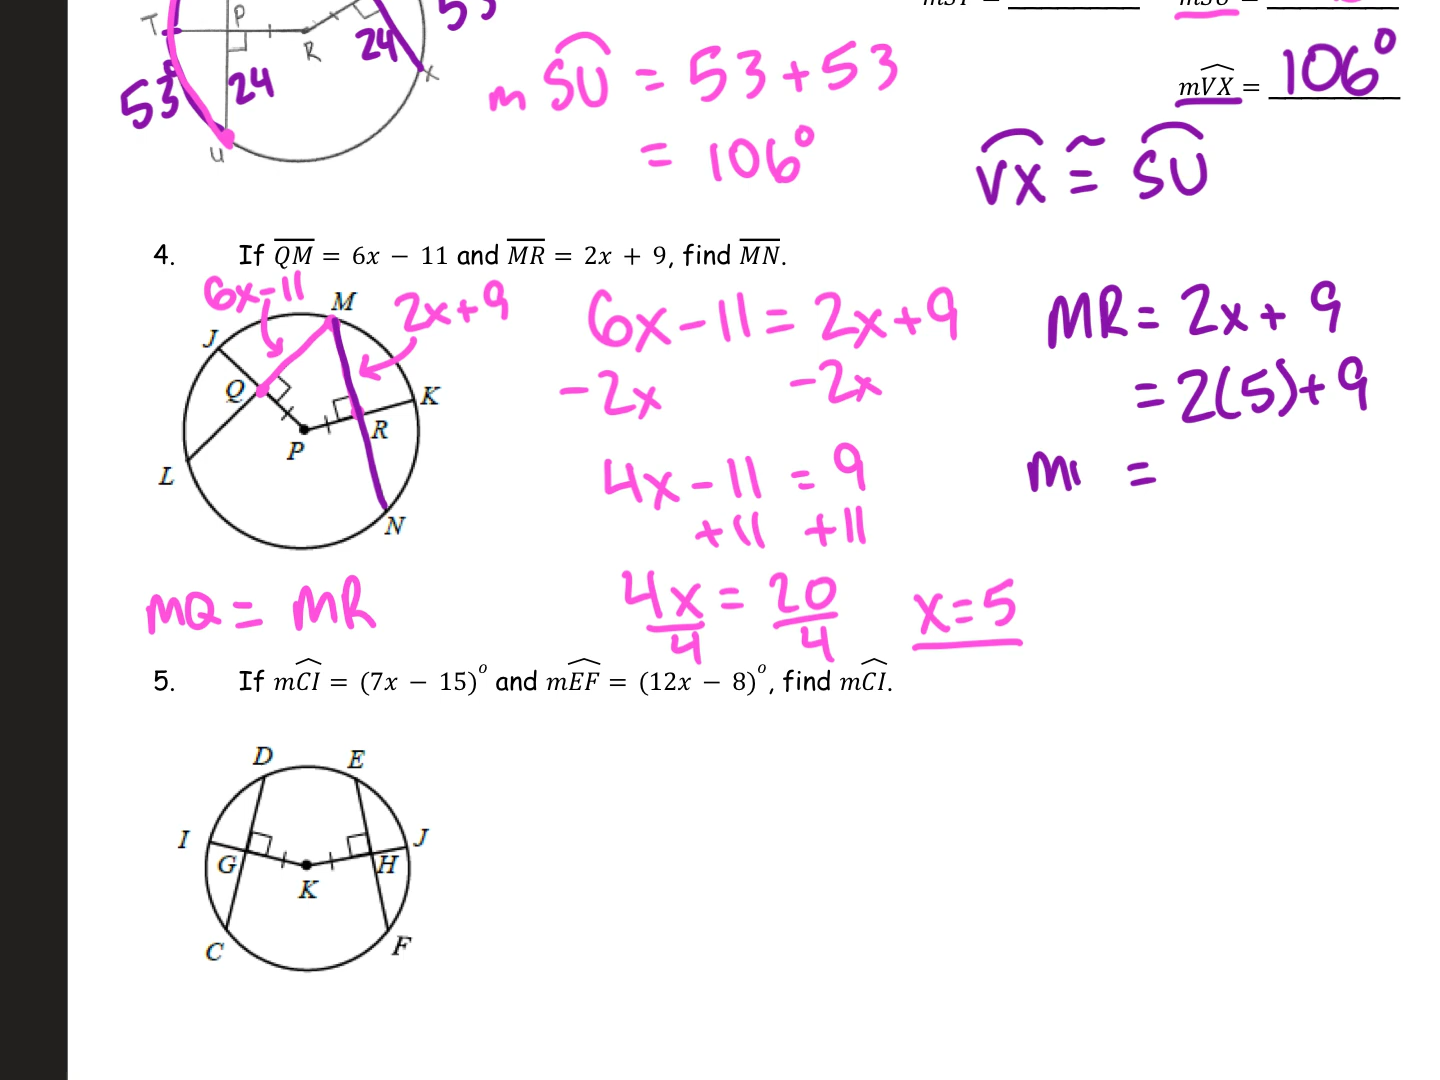 T P R X U
53° 24 24 53
mSU = 53 + 53
= 106°
mVX = 106°
VX ≅ SU
4. If QM = 6x − 11 and MR = 2x + 9, find MN.
6x-11 M 2x+9
J Q K R P L N
6x-11 = 2x+9
-2x -2x
4x-11 = 9
+11 +11
4x = 20
4 4
x=5
MR = 2x + 9
= 2(5)+9
=
MQ = MR
5. If mCI = (7x − 15)° and mEF = (12x − 8)°, find mCI.
D E
I J
G H
K
C F